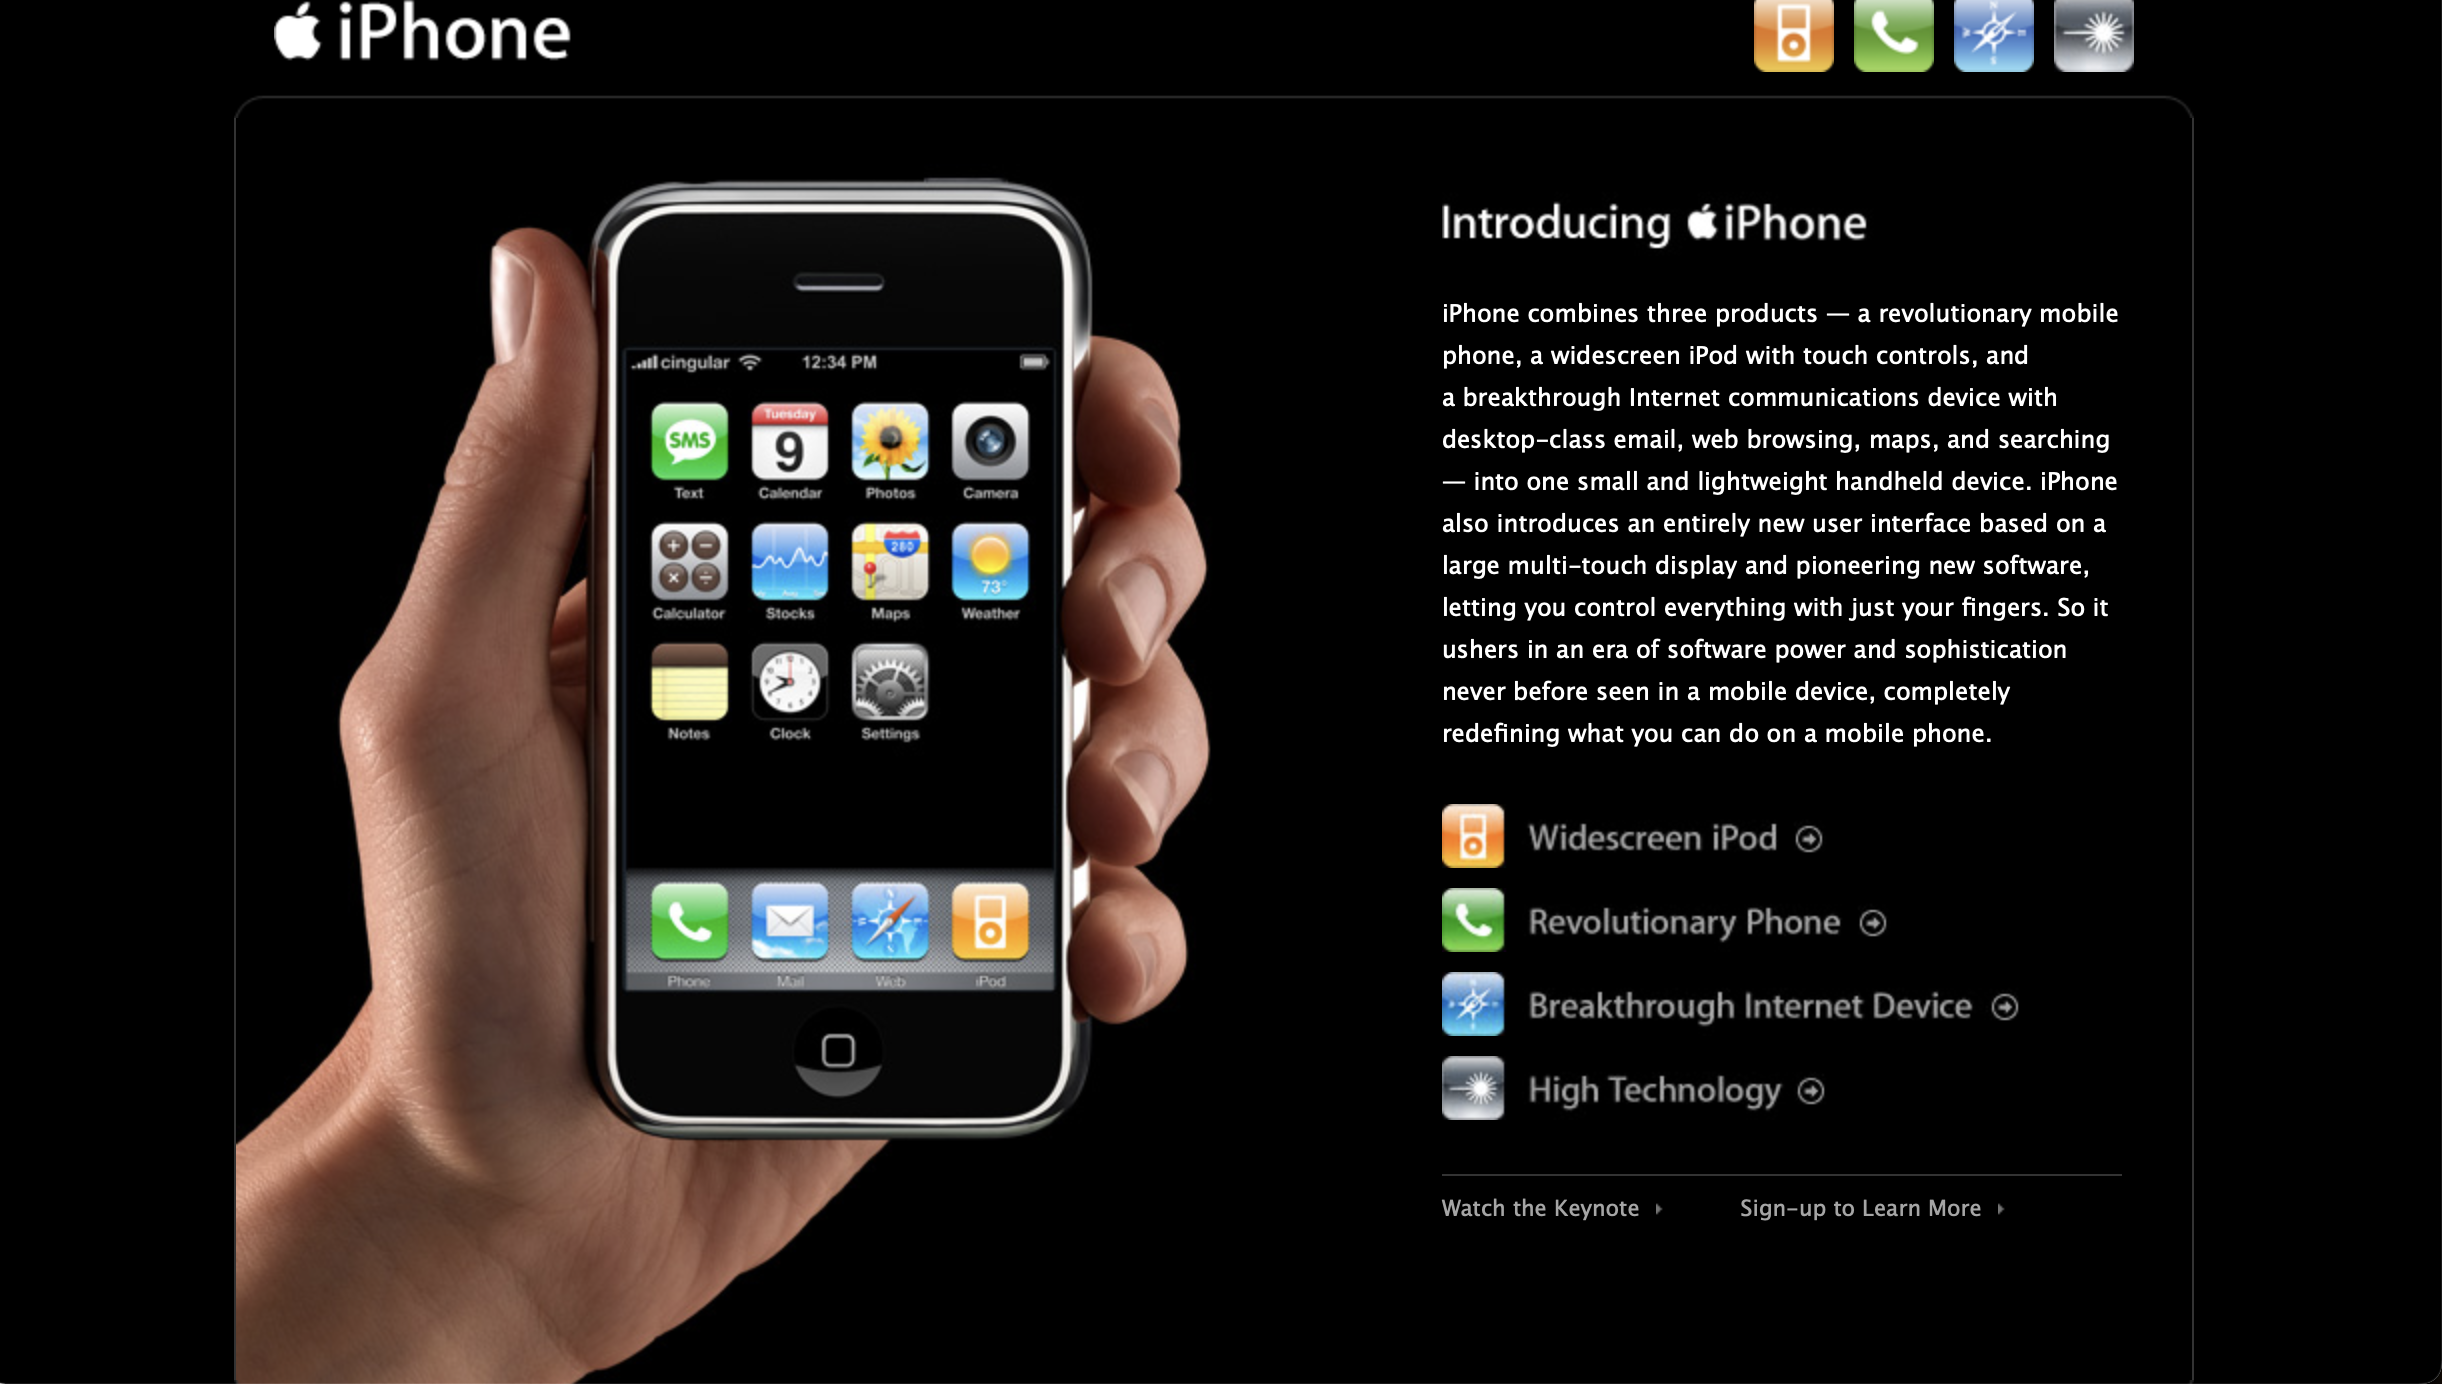 iPhone
Introducing iPhone
iPhone combines three products — a revolutionary mobile
phone, a widescreen iPod with touch controls, and
a breakthrough Internet communications device with
desktop-class email, web browsing, maps, and searching
— into one small and lightweight handheld device. iPhone
also introduces an entirely new user interface based on a
large multi-touch display and pioneering new software,
letting you control everything with just your fingers. So it
ushers in an era of software power and sophistication
never before seen in a mobile device, completely
redefining what you can do on a mobile phone.
Widescreen iPod
Revolutionary Phone
Breakthrough Internet Device
High Technology
Watch the Keynote
Sign-up to Learn More
cingular 12:34 PM
SMS
Tuesday
9
Text Calendar Photos Camera
280
73°
Calculator Stocks Maps Weather
Notes Clock Settings
Phone Mail Web iPod